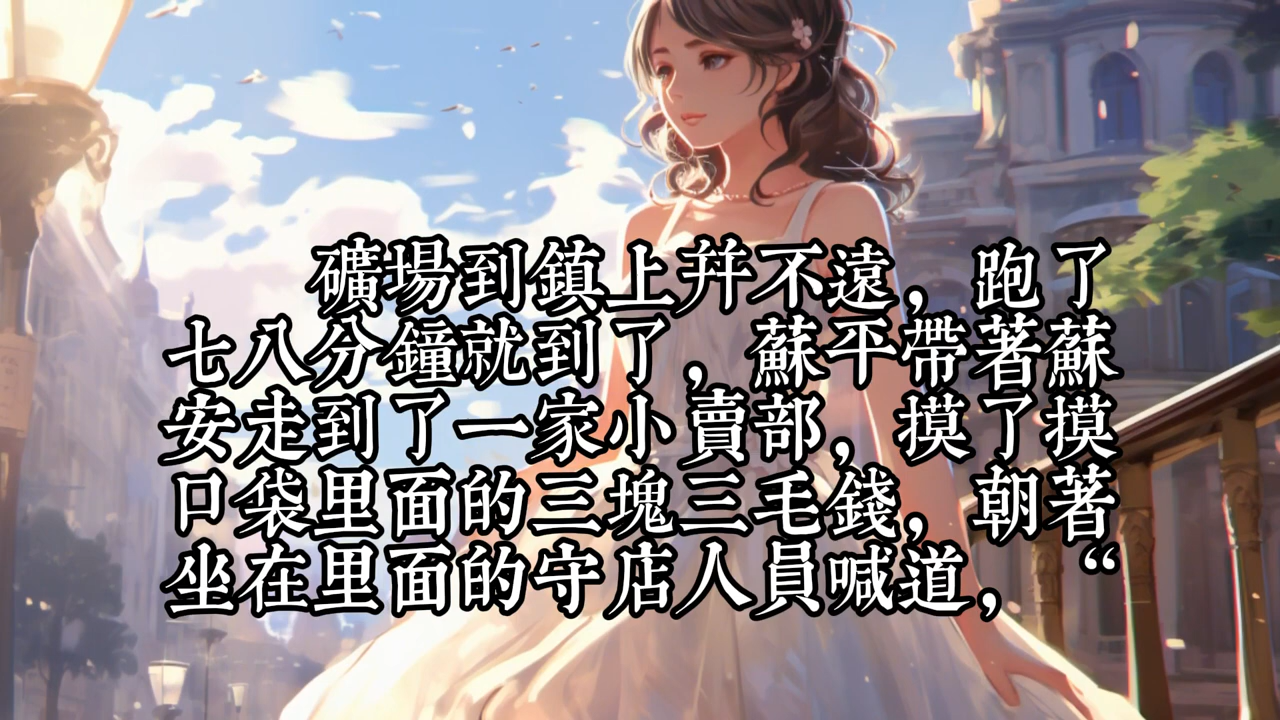 礦場到鎮上并不遠，跑了
七八分鐘就到了，蘇平帶著蘇
安走到了一家小賣部，摸了摸
口袋里面的三塊三毛錢，朝著
坐在里面的守店人員喊道，“